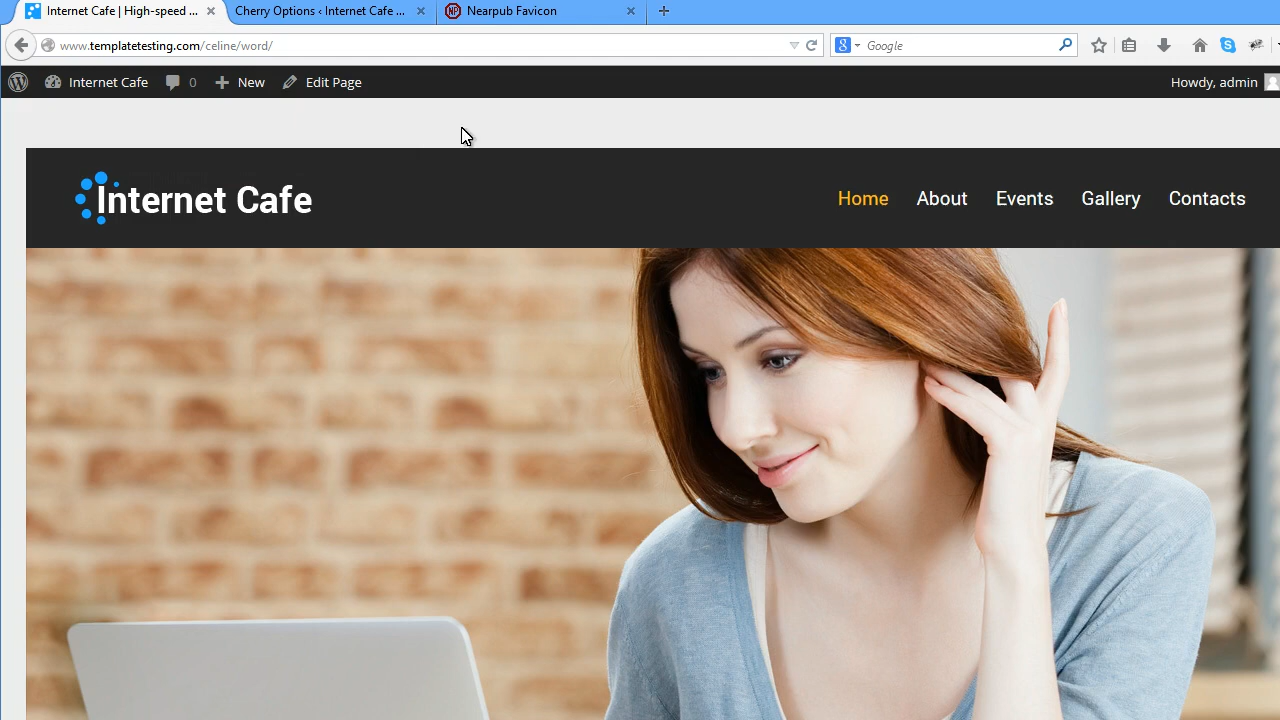 Internet Cafe | High-speed ...
Cherry Options ‹ Internet Cafe ...
Nearpub Favicon
www.templatetesting.com/celine/word/
Google
Internet Cafe
0
New
Edit Page
Howdy, admin
Internet Cafe
Home
About
Events
Gallery
Contacts